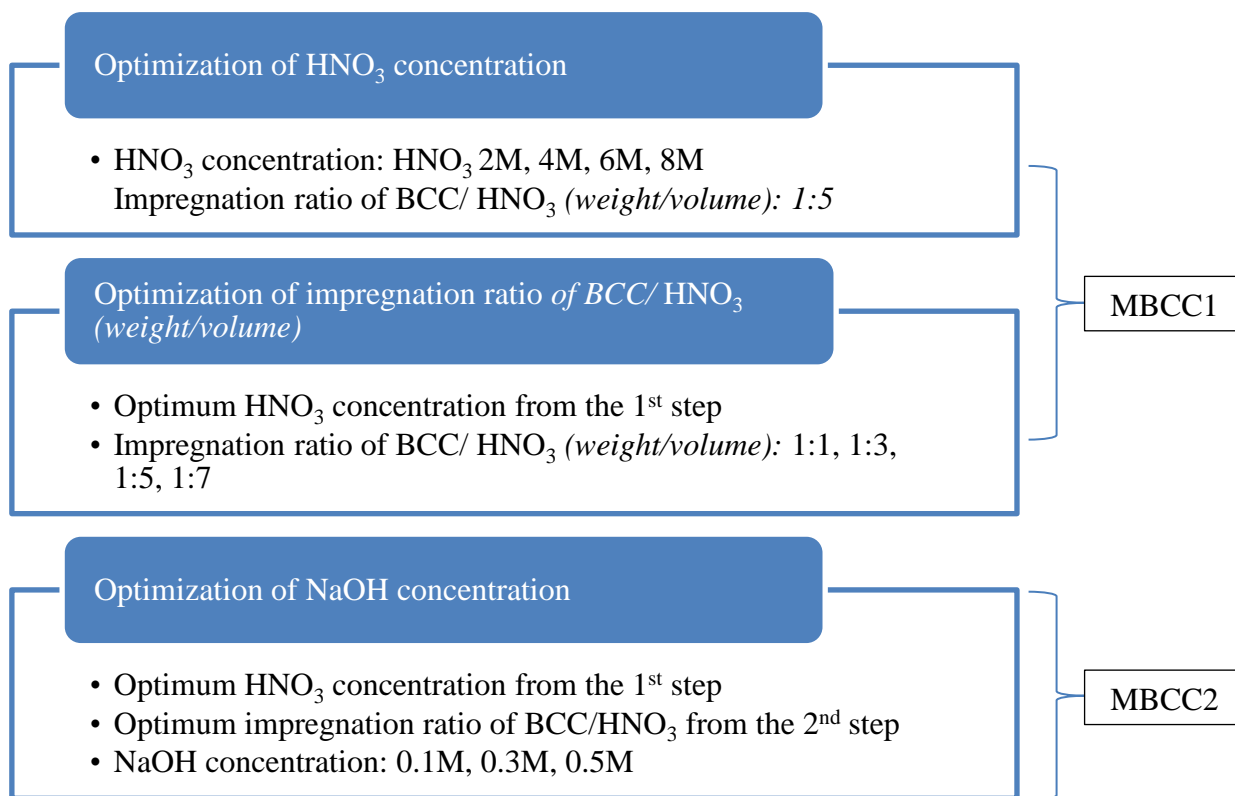 Optimization of HNO₃ concentration
• HNO₃ concentration: HNO₃ 2M, 4M, 6M, 8M
Impregnation ratio of BCC/ HNO₃ (weight/volume): 1:5
Optimization of impregnation ratio of BCC/ HNO₃
(weight/volume)
MBCC1
• Optimum HNO₃ concentration from the 1ˢᵗ step
• Impregnation ratio of BCC/ HNO₃ (weight/volume): 1:1, 1:3,
1:5, 1:7
Optimization of NaOH concentration
• Optimum HNO₃ concentration from the 1ˢᵗ step
• Optimum impregnation ratio of BCC/HNO₃ from the 2ⁿᵈ step
• NaOH concentration: 0.1M, 0.3M, 0.5M
MBCC2